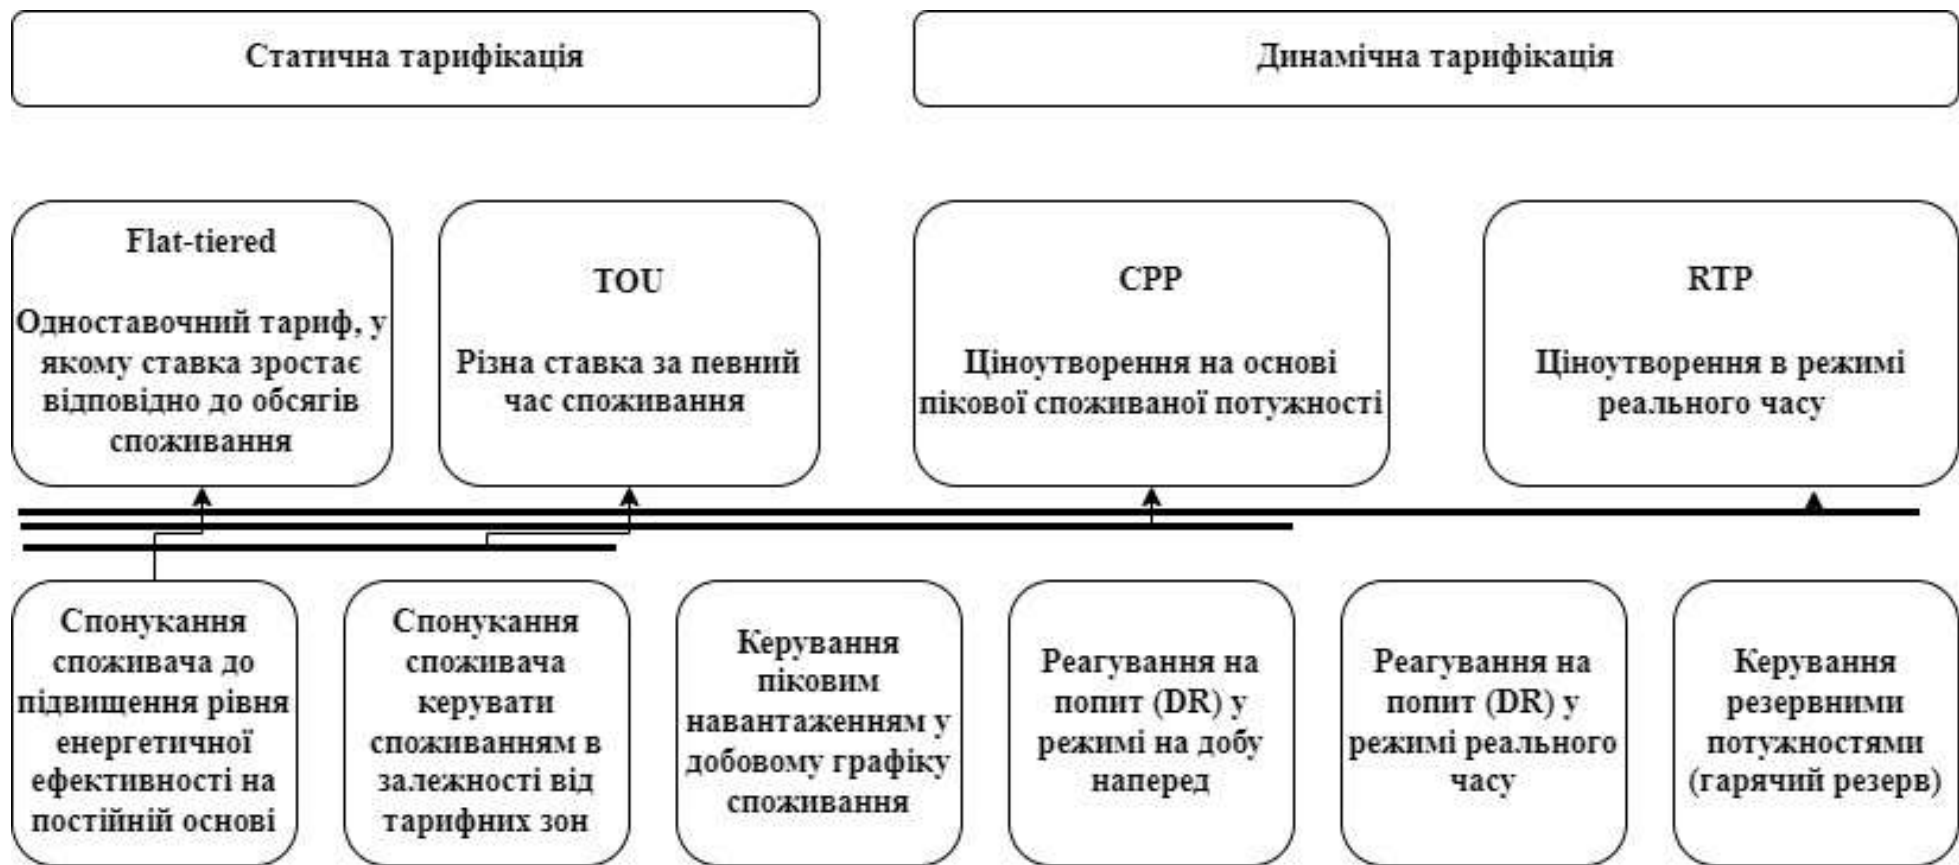 Статична тарифікація
Динамічна тарифікація
Flat-tiered
Одноставочний тариф, у
якому ставка зростає
відповідно до обсягів
споживання
TOU
Різна ставка за певний
час споживання
CPP
Ціноутворення на основі
пікової споживаної потужності
RTP
Ціноутворення в режимі
реального часу
Спонукання
споживача до
підвищення рівня
енергетичної
ефективності на
постійній основі
Спонукання
споживача
керувати
споживанням в
залежності від
тарифних зон
Керування
піковим
навантаженням у
добовому графіку
споживання
Реагування на
попит (DR) у
режимі на добу
наперед
Реагування на
попит (DR) у
режимі реального
часу
Керування
резервними
потужностями
(гарячий резерв)